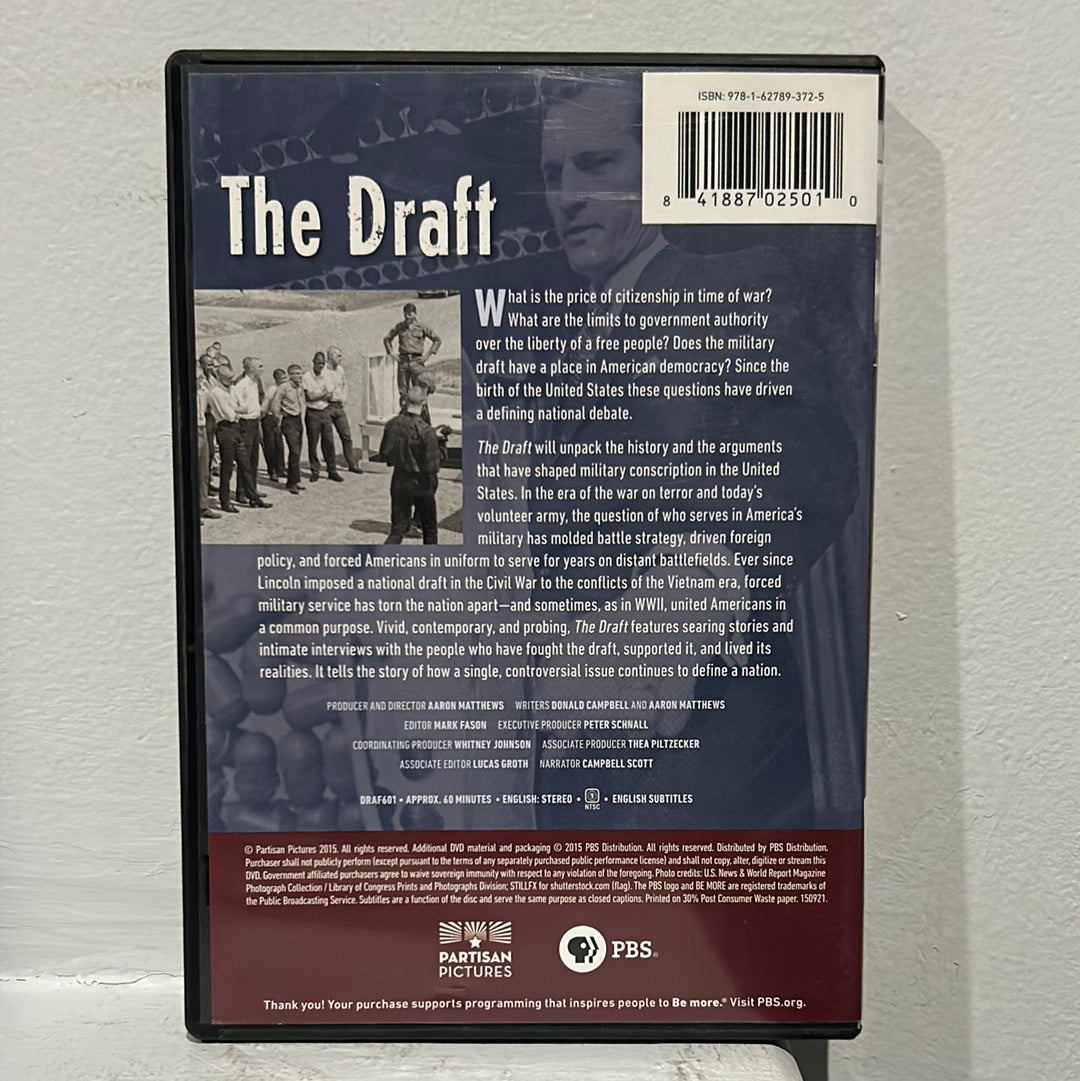 ISBN: 978-1-62789-372-5
8 41887 02501 0
The Draft
What is the price of citizenship in time of war?
What are the limits to government authority
over the liberty of a free people? Does the military
draft have a place in American democracy? Since the
birth of the United States these questions have driven
a defining national debate.
The Draft will unpack the history and the arguments
that have shaped military conscription in the United
States. In the era of the war on terror and today's
volunteer army, the question of who serves in America's
military has molded battle strategy, driven foreign
policy, and forced Americans in uniform to serve for years on distant battlefields. Ever since
Lincoln imposed a national draft in the Civil War to the conflicts of the Vietnam era, forced
military service has torn the nation apart—and sometimes, as in WWII, united Americans in
a common purpose. Vivid, contemporary, and probing, The Draft features searing stories and
intimate interviews with the people who have fought the draft, supported it, and lived its
realities. It tells the story of how a single, controversial issue continues to define a nation.
PRODUCER AND DIRECTOR AARON MATTHEWS WRITERS DONALD CAMPBELL AND AARON MATTHEWS
EDITOR MARK FASON EXECUTIVE PRODUCER PETER SCHNALL
COORDINATING PRODUCER WHITNEY JOHNSON ASSOCIATE PRODUCER THEA PILTZECKER
ASSOCIATE EDITOR LUCAS GROTH NARRATOR CAMPBELL SCOTT
DRAF601 • APPROX. 60 MINUTES • ENGLISH: STEREO • 1 NTSC • ENGLISH SUBTITLES
© Partisan Pictures 2015. All rights reserved. Additional DVD material and packaging © 2015 PBS Distribution. All rights reserved. Distributed by PBS Distribution.
Purchaser shall not publicly perform (except pursuant to the terms of any separately purchased public performance license) and shall not copy, alter, digitize or stream this
DVD. Government affiliated purchasers agree to waive sovereign immunity with respect to any violation of the foregoing. Photo credits: U.S. News & World Report Magazine
Photograph Collection / Library of Congress Prints and Photographs Division; STILLFX for shutterstock.com (flag). The PBS logo and BE MORE are registered trademarks of
the Public Broadcasting Service. Subtitles are a function of the disc and serve the same purpose as closed captions. Printed on 30% Post Consumer Waste paper. 150921.
PARTISAN
PICTURES
PBS®
Thank you! Your purchase supports programming that inspires people to Be more.® Visit PBS.org.